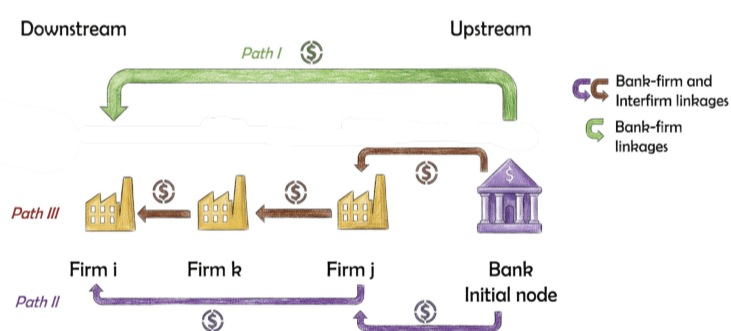 Downstream
Upstream
Path I
$
Bank-firm and
Interfirm linkages
Bank-firm
linkages
$
$
$
$
Path III
Firm i
Firm k
Firm j
Bank
Initial node
Path II
$
$